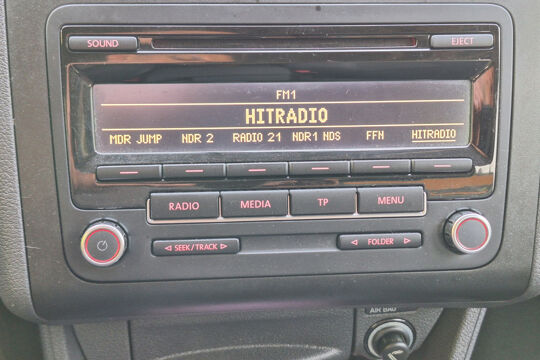 SOUND EJECT
FM1
HITRADIO
MDR JUMP NDR 2 RADIO 21 NDR1 NDS FFN HITRADIO
RADIO MEDIA TP MENU
SEEK/TRACK FOLDER
AIR BAG